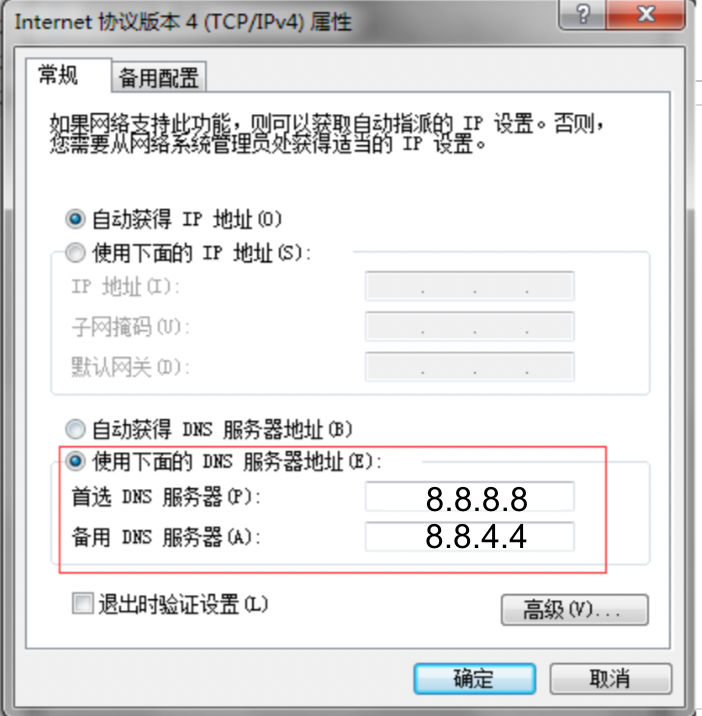 Internet 协议版本 4 (TCP/IPv4) 属性
?
X
常规
备用配置
如果网络支持此功能，则可以获取自动指派的 IP 设置。否则，
您需要从网络系统管理员处获得适当的 IP 设置。
自动获得 IP 地址(O)
使用下面的 IP 地址(S):
IP 地址(I):
子网掩码(U):
默认网关(D):
自动获得 DNS 服务器地址(B)
使用下面的 DNS 服务器地址(E):
首选 DNS 服务器(P): 8.8.8.8
备用 DNS 服务器(A): 8.8.4.4
退出时验证设置(L)
高级(V)...
确定
取消